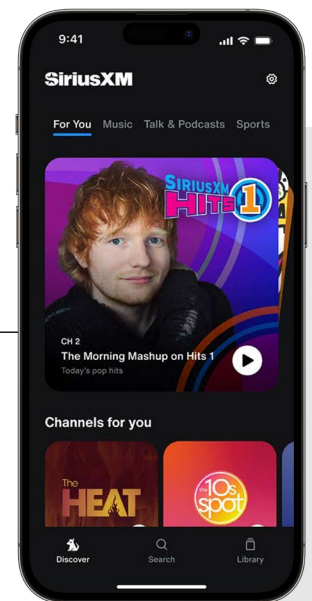 9:41
SiriusXM
For You Music Talk & Podcasts Sports
SIRIUSXM
HITS 1
CH 2
The Morning Mashup on Hits 1
Today's pop hits
Channels for you
The
HEAT
the 10s
spot
Discover Search Library